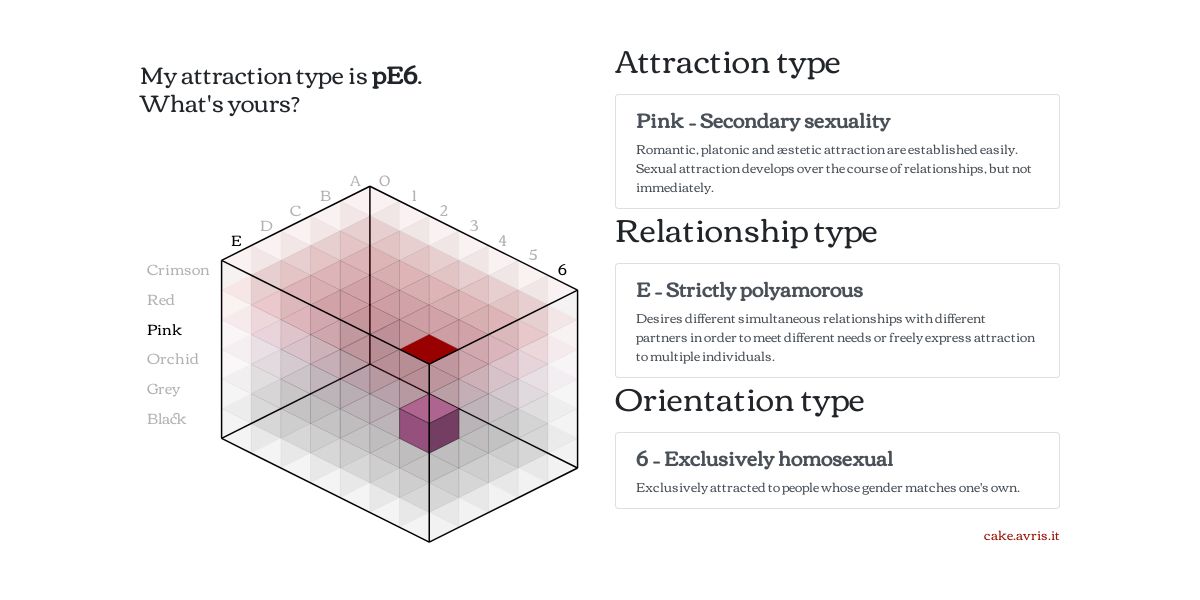 My attraction type is pE6.
What's yours?
A
B
C
D
E
O
1
2
3
4
5
6
Crimson
Red
Pink
Orchid
Grey
Black
Attraction type
Pink – Secondary sexuality
Romantic, platonic and æstetic attraction are established easily.
Sexual attraction develops over the course of relationships, but not
immediately.
Relationship type
E – Strictly polyamorous
Desires different simultaneous relationships with different
partners in order to meet different needs or freely express attraction
to multiple individuals.
Orientation type
6 – Exclusively homosexual
Exclusively attracted to people whose gender matches one's own.
cake.avris.it